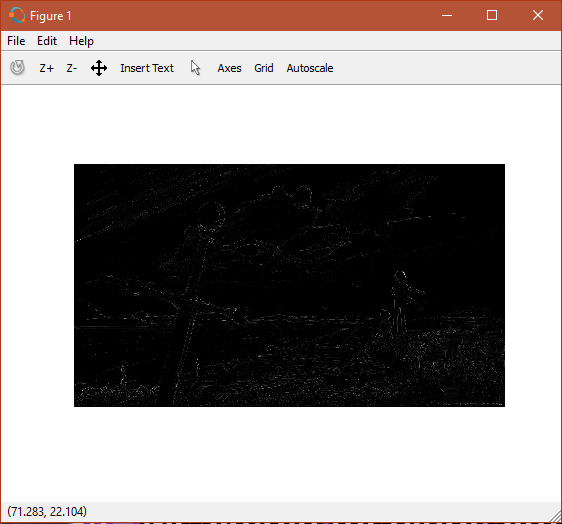 Figure 1
File Edit Help
Z+ Z- Insert Text Axes Grid Autoscale
(71.283, 22.104)